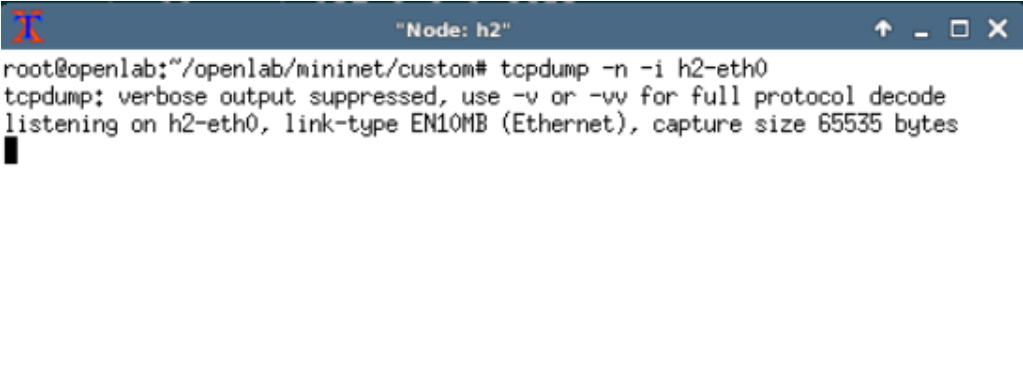 "Node: h2"
root@openlab:~/openlab/mininet/custom# tcpdump -n -i h2-eth0
tcpdump: verbose output suppressed, use -v or -vv for full protocol decode
listening on h2-eth0, link-type EN10MB (Ethernet), capture size 65535 bytes